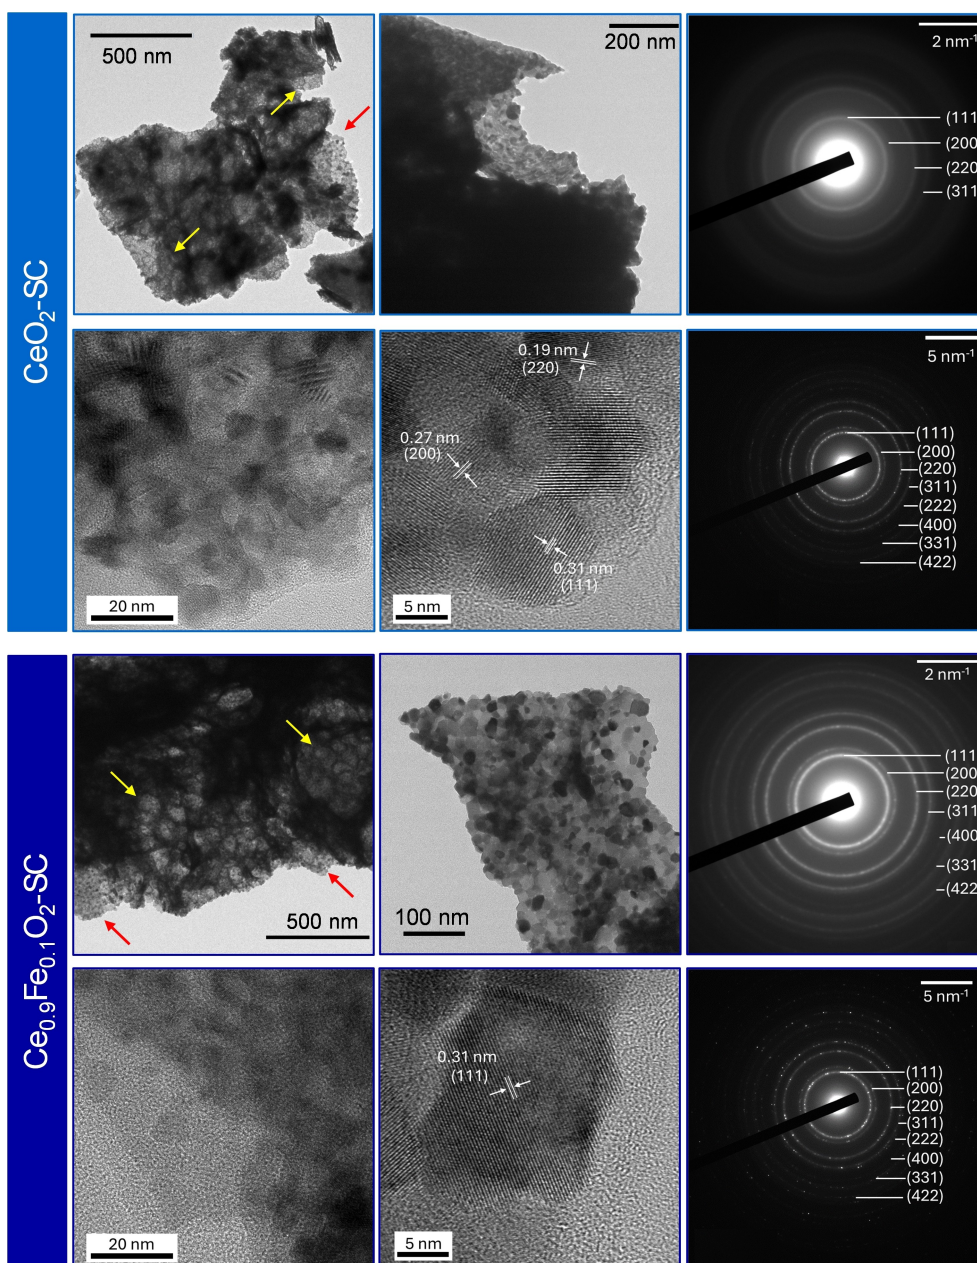 CeO₂-SC
500 nm
200 nm
2 nm⁻¹
(111
(200
(220
(311
20 nm
0.19 nm
(220)
0.27 nm
(200)
0.31 nm
(111)
5 nm
5 nm⁻¹
(111)
(200)
(220)
(311)
(222)
(400)
(331)
(422)
Ce₀.₉Fe₀.₁O₂-SC
500 nm
100 nm
2 nm⁻¹
(111
(200
(220
(311
(400
(331
(422
20 nm
0.31 nm
(111)
5 nm
5 nm⁻¹
(111)
(200)
(220)
(311)
(222)
(400)
(331)
(422)